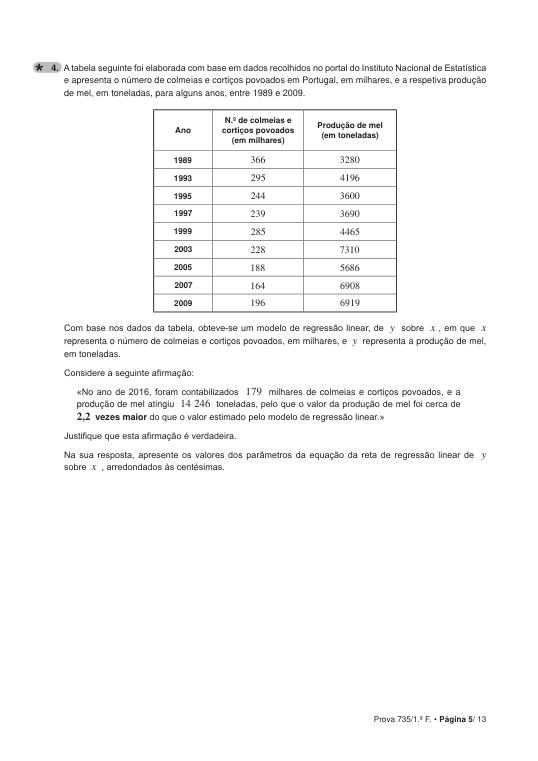 * 4. A tabela seguinte foi elaborada com base em dados recolhidos no portal do Instituto Nacional de Estatística
e apresenta o número de colmeias e cortiços povoados em Portugal, em milhares, e a respetiva produção
de mel, em toneladas, para alguns anos, entre 1989 e 2009.
Ano | N.º de colmeias e cortiços povoados (em milhares) | Produção de mel (em toneladas)
1989 366 3280
1993 295 4196
1995 244 3600
1997 239 3690
1999 285 4465
2003 228 7310
2005 188 5686
2007 164 6908
2009 196 6919
Com base nos dados da tabela, obteve-se um modelo de regressão linear, de y sobre x , em que x
representa o número de colmeias e cortiços povoados, em milhares, e y representa a produção de mel,
em toneladas.
Considere a seguinte afirmação:
«No ano de 2016, foram contabilizados 179 milhares de colmeias e cortiços povoados, e a
produção de mel atingiu 14 246 toneladas, pelo que o valor da produção de mel foi cerca de
2,2 vezes maior do que o valor estimado pelo modelo de regressão linear.»
Justifique que esta afirmação é verdadeira.
Na sua resposta, apresente os valores dos parâmetros da equação da reta de regressão linear de y
sobre x , arredondados às centésimas.
Prova 735/1.ª F. • Página 5/ 13